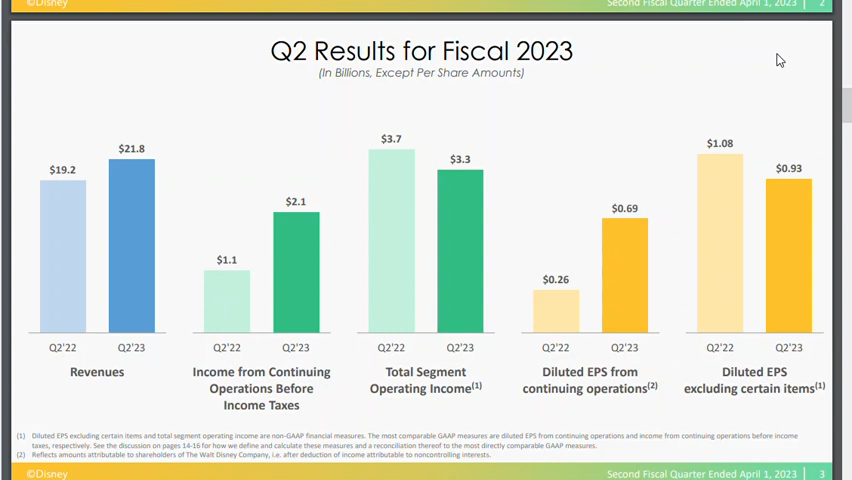 ©Disney
Second Fiscal Quarter Ended April 1, 2023 | 2
Q2 Results for Fiscal 2023
(In Billions, Except Per Share Amounts)
$19.2
$21.8
Q2'22
Q2'23
Revenues
$1.1
$2.1
Q2'22
Q2'23
Income from Continuing
Operations Before
Income Taxes
$3.7
$3.3
Q2'22
Q2'23
Total Segment
Operating Income(1)
$0.26
$0.69
Q2'22
Q2'23
Diluted EPS from
continuing operations(2)
$1.08
$0.93
Q2'22
Q2'23
Diluted EPS
excluding certain items(1)
(1) Diluted EPS excluding certain items and total segment operating income are non-GAAP financial measures. The most comparable GAAP measures are diluted EPS from continuing operations and income from continuing operations before income
taxes, respectively. See the discussion on pages 14-16 for how we define and calculate these measures and a reconciliation thereof to the most directly comparable GAAP measures.
(2) Reflects amounts attributable to shareholders of The Walt Disney Company, i.e. after deduction of income attributable to noncontrolling interests.
©Disney
Second Fiscal Quarter Ended April 1, 2023 | 3